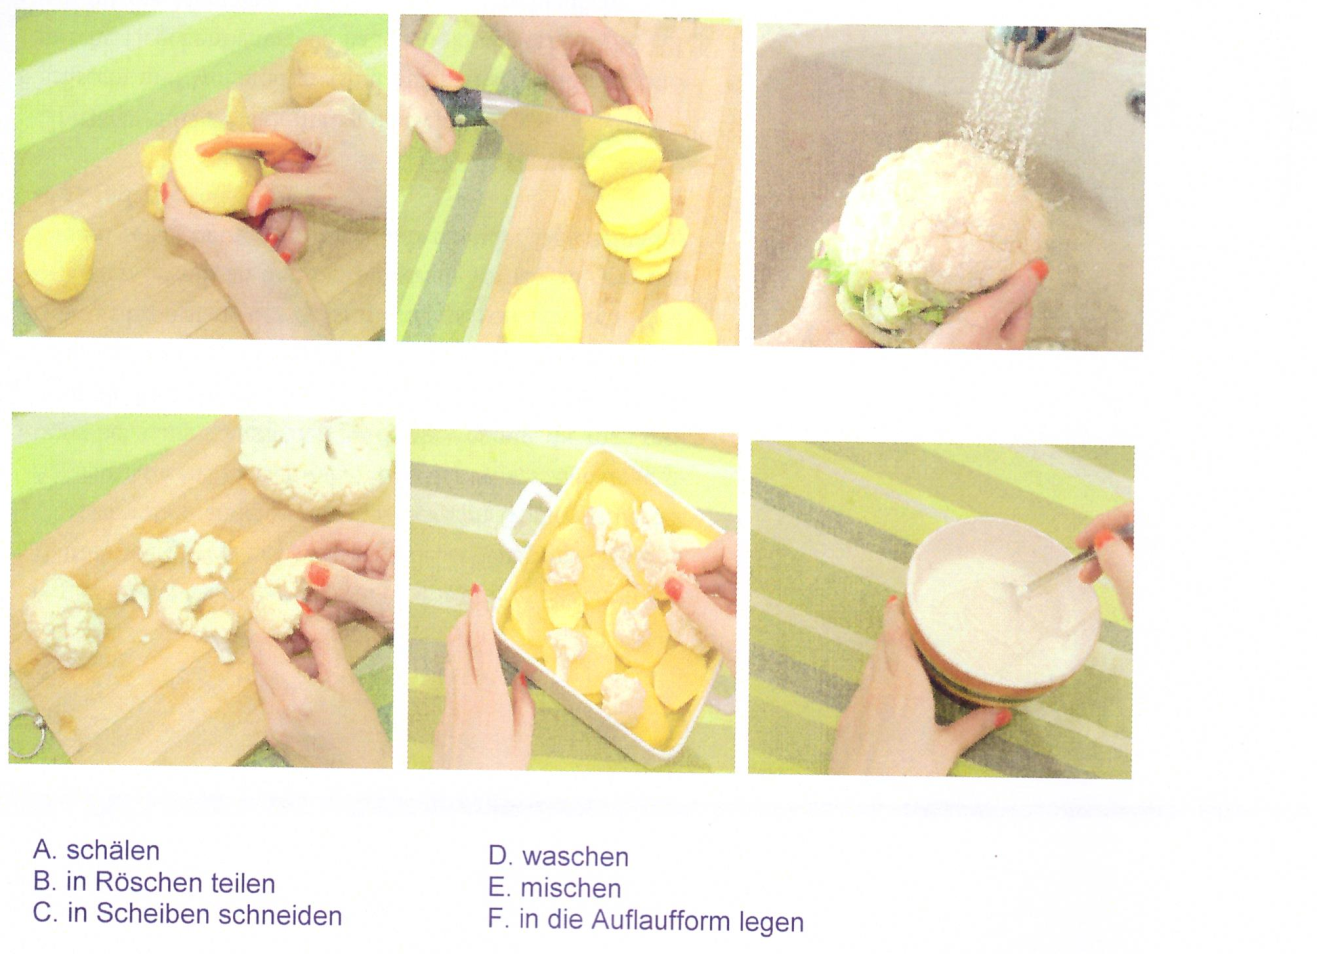 A. schälen
B. in Röschen teilen
C. in Scheiben schneiden
D. waschen
E. mischen
F. in die Auflaufform legen